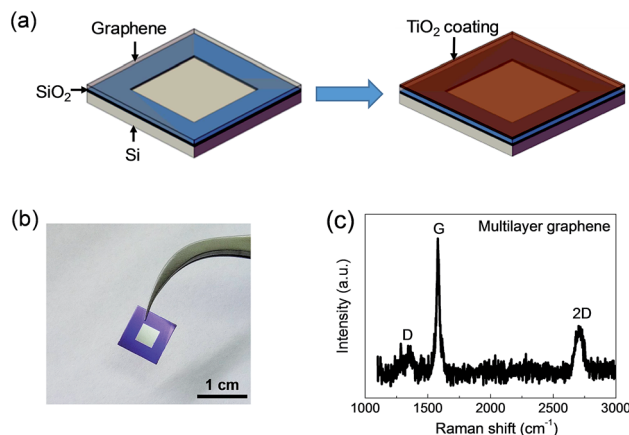 (a)
Graphene
SiO₂
Si
TiO₂ coating
(b)
1 cm
(c)
Multilayer graphene
G
D
2D
Intensity (a.u.)
1000 1500 2000 2500 3000
Raman shift (cm⁻¹)